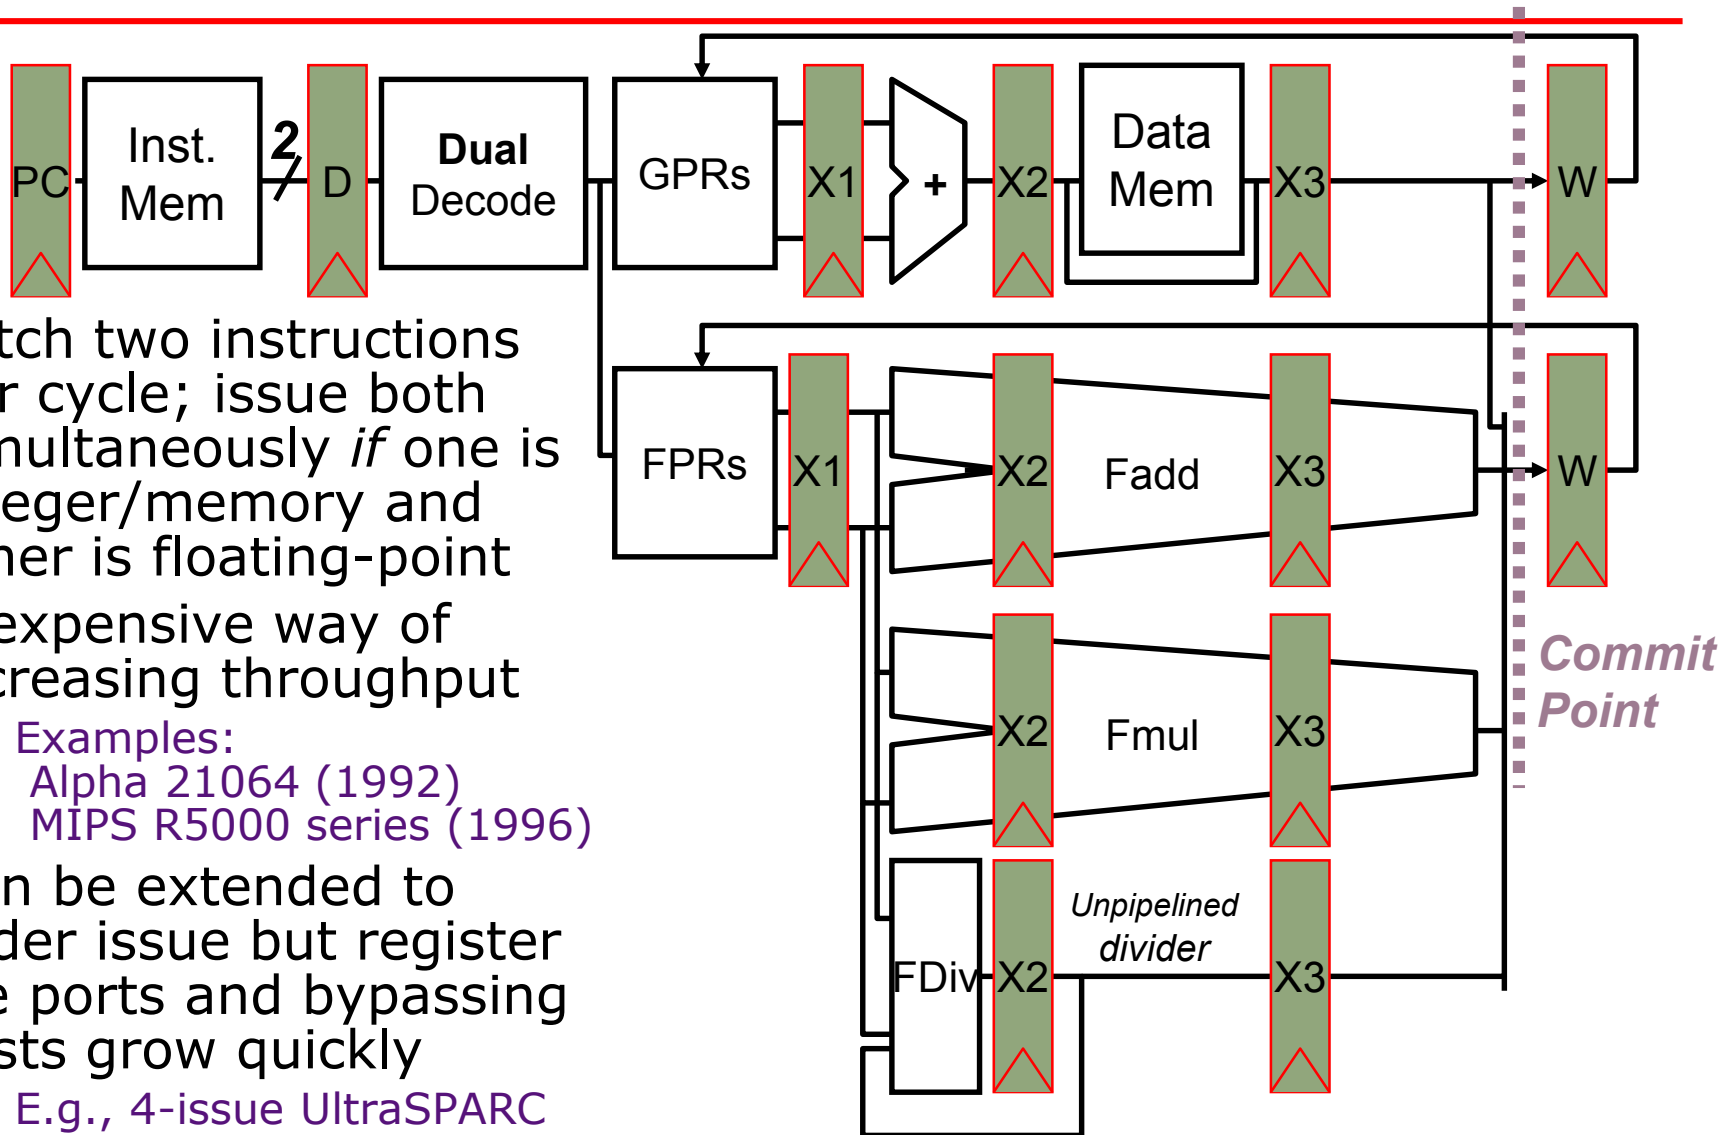 PC
Inst.
Mem
2
D
Dual
Decode
GPRs
X1
+
X2
Data
Mem
X3
W
tch two instructions
r cycle; issue both
multaneously if one is
teger/memory and
her is floating-point
expensive way of
creasing throughput
Examples:
Alpha 21064 (1992)
MIPS R5000 series (1996)
n be extended to
der issue but register
e ports and bypassing
sts grow quickly
E.g., 4-issue UltraSPARC
FPRs
X1
X2
Fadd
X3
W
X2
Fmul
X3
Commit
Point
FDiv
X2
Unpipelined
divider
X3